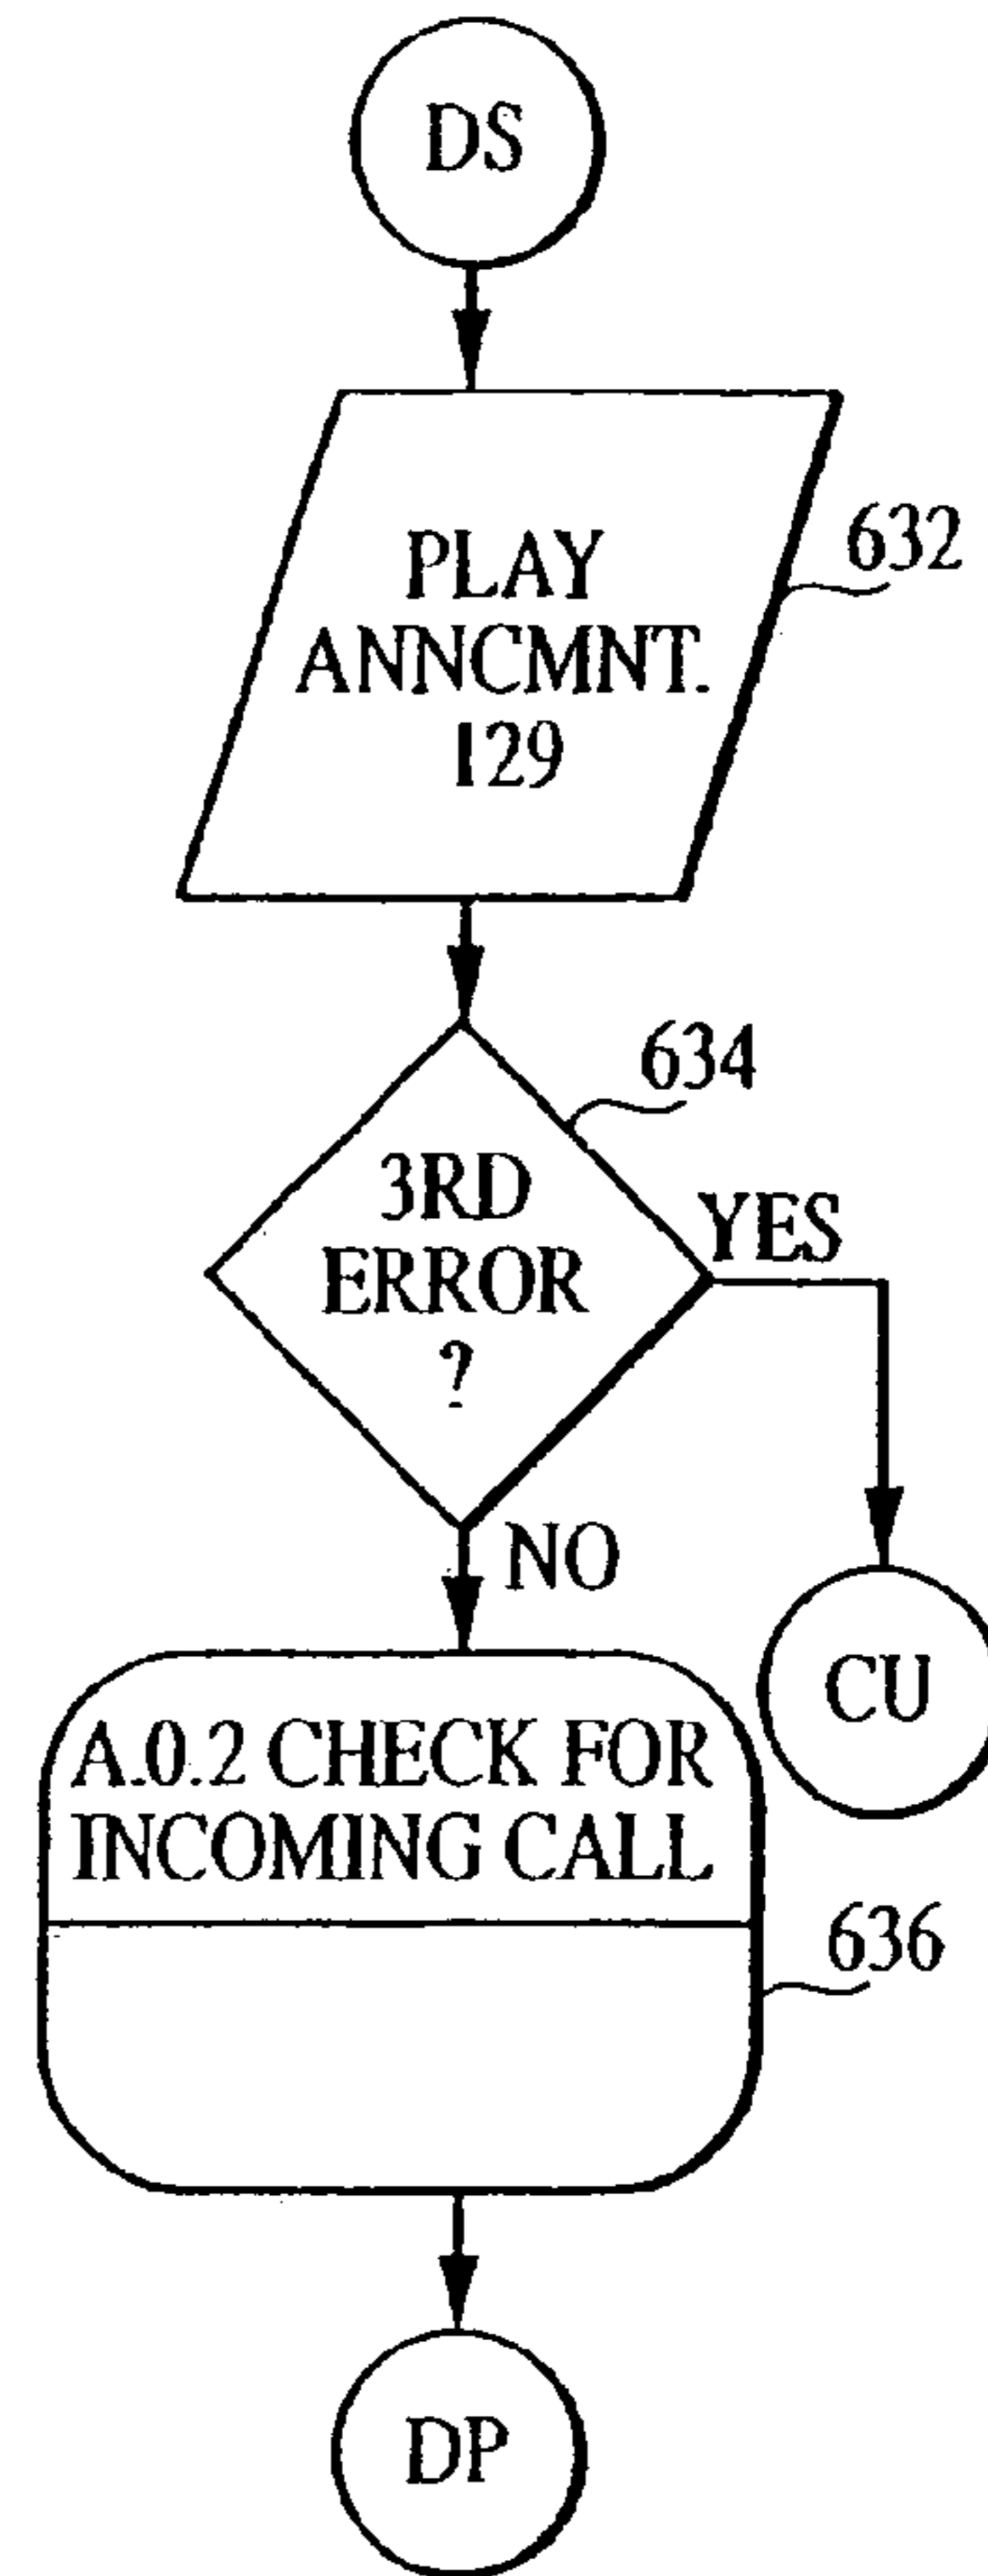 DS
PLAY
ANNCMNT.
129
632
634
3RD
ERROR
?
YES
NO
CU
A.0.2 CHECK FOR
INCOMING CALL
636
DP